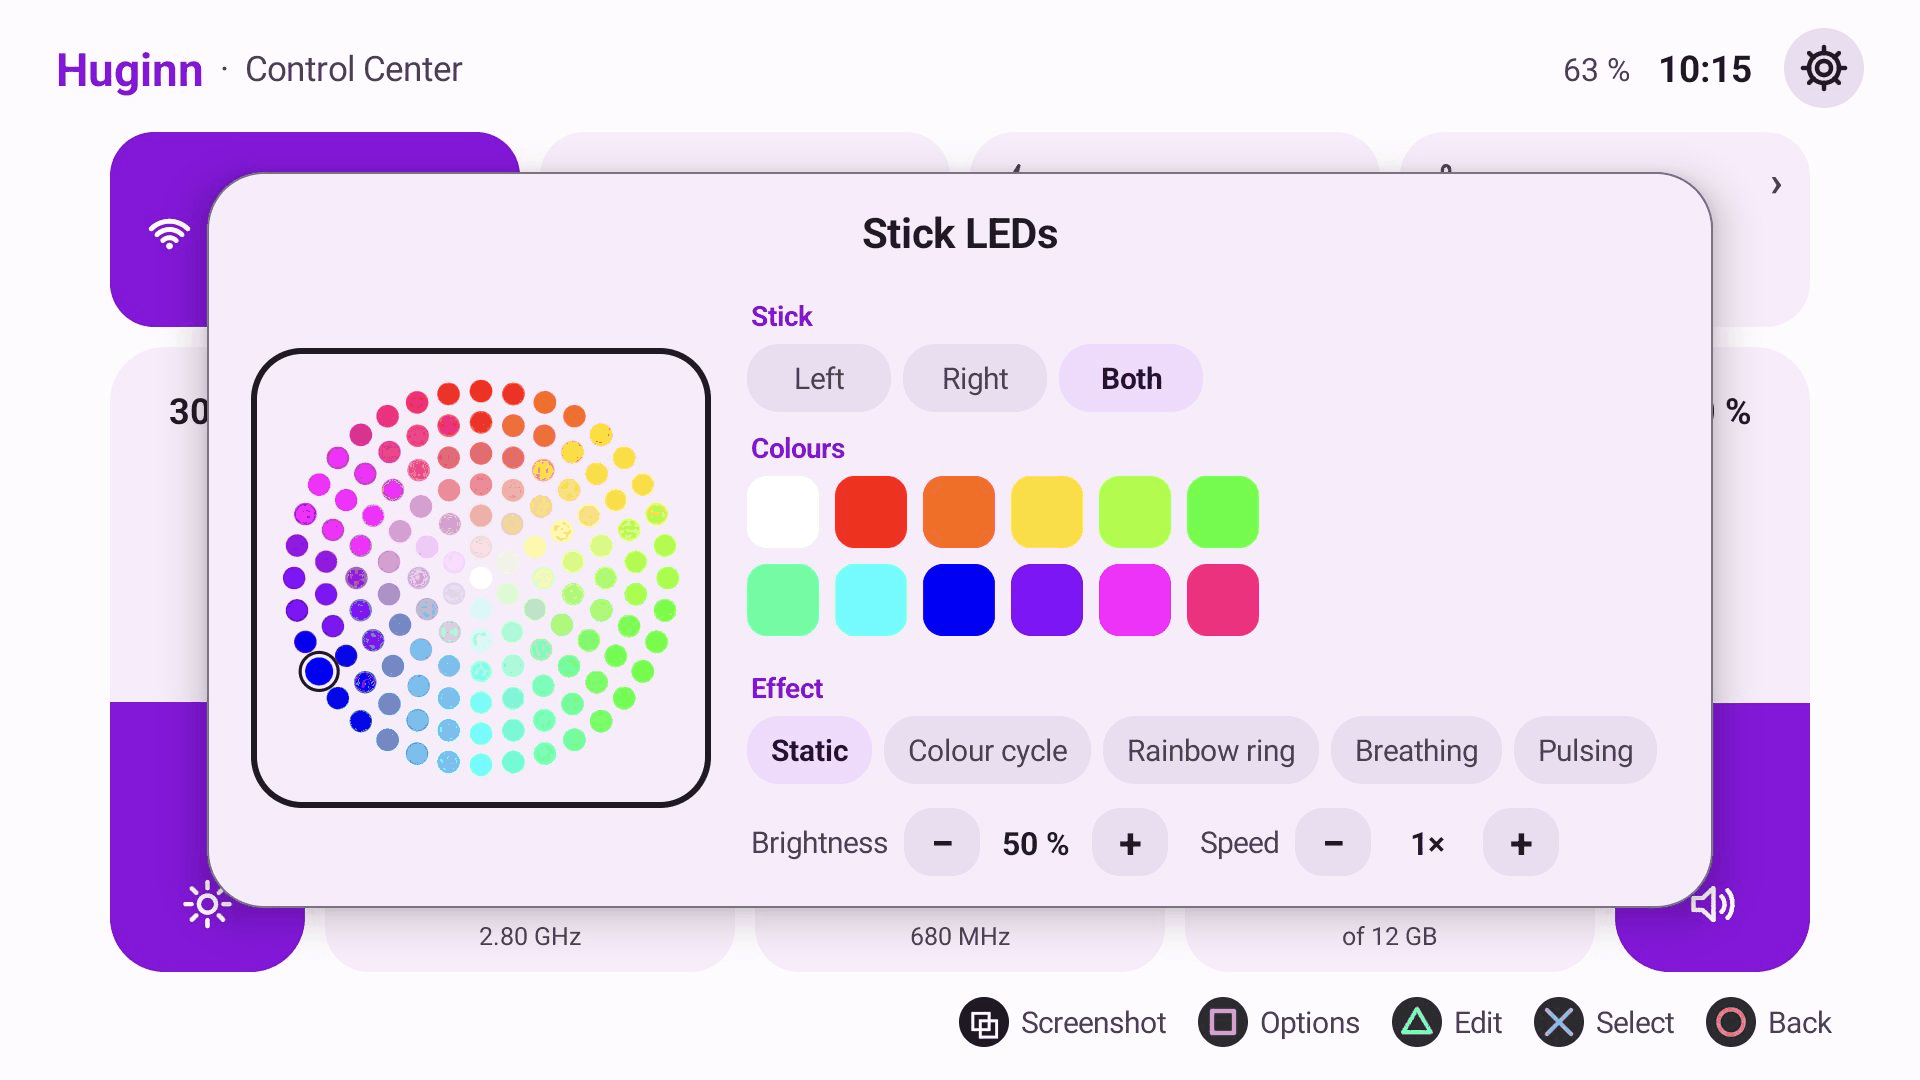 Huginn · Control Center
63 % 10:15
Stick LEDs
Stick
Left Right Both
30
%
Colours
Effect
Static Colour cycle Rainbow ring Breathing Pulsing
Brightness − 50 % + Speed − 1× +
2.80 GHz 680 MHz of 12 GB
Screenshot Options Edit Select Back